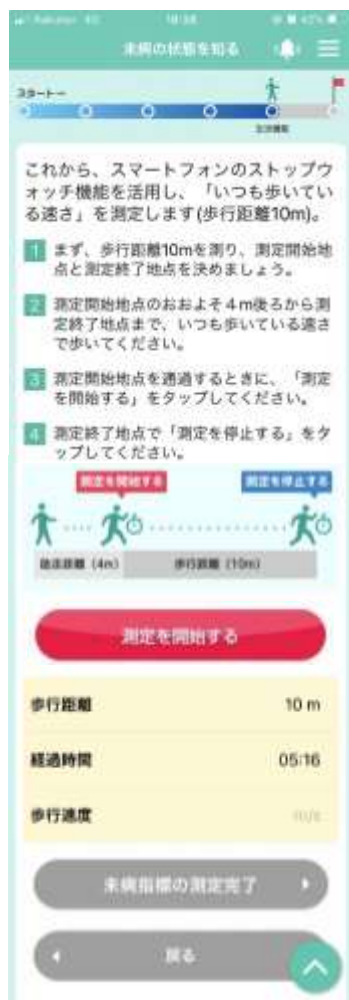 Rakuten 4G 18:58 42%
未病の状態を知る
スタート
生活機能
これから、スマートフォンのストップウ
ォッチ機能を活用し、「いつも歩いてい
る速さ」を測定します(歩行距離10m)。
1 まず、歩行距離10mを測り、測定開始地
点と測定終了地点を決めましょう。
2 測定開始地点のおおよそ４m後ろから測
定終了地点まで、いつも歩いている速さ
で歩いてください。
3 測定開始地点を通過するときに、「測定
を開始する」をタップしてください。
4 測定終了地点で「測定を停止する」をタ
ップしてください。
測定を開始する 測定を停止する
助走距離（4m） 歩行距離（10m）
測定を開始する
歩行距離 10 m
経過時間 05:16
歩行速度 m/s
未病指標の測定完了
戻る